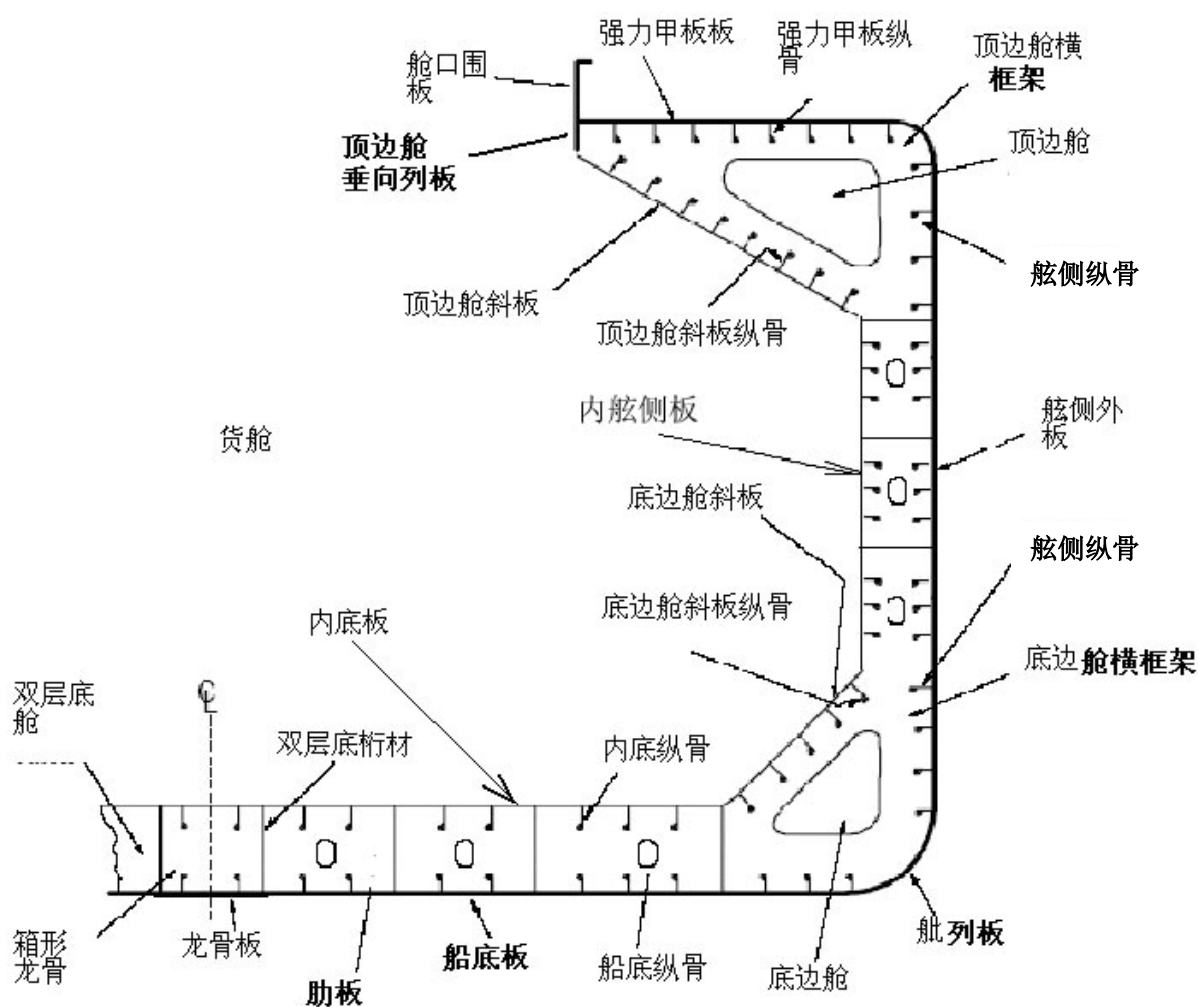 强力甲板板
强力甲板纵
骨
顶边舱横
框架
舱口围
板
顶边舱
垂向列板
顶边舱
舷侧纵骨
顶边舱斜板
顶边舱斜板纵骨
内舷侧板
舷侧外
板
货舱
底边舱斜板
舷侧纵骨
底边舱斜板纵骨
内底板
底边舱横框架
双层底
舱
CL
双层底桁材
内底纵骨
箱形
龙骨
龙骨板
肋板
船底板
船底纵骨
底边舱
舭列板